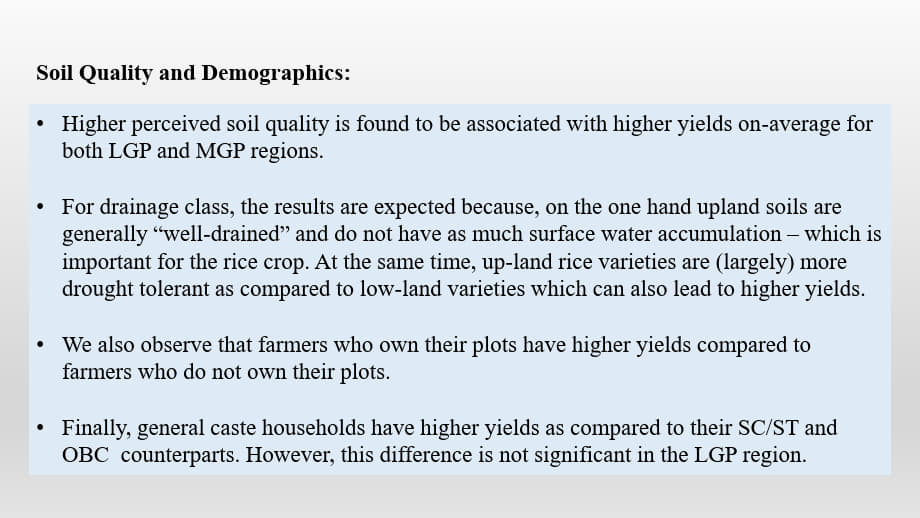 Soil Quality and Demographics:
• Higher perceived soil quality is found to be associated with higher yields on-average for
both LGP and MGP regions.
• For drainage class, the results are expected because, on the one hand upland soils are
generally “well-drained” and do not have as much surface water accumulation – which is
important for the rice crop. At the same time, up-land rice varieties are (largely) more
drought tolerant as compared to low-land varieties which can also lead to higher yields.
• We also observe that farmers who own their plots have higher yields compared to
farmers who do not own their plots.
• Finally, general caste households have higher yields as compared to their SC/ST and
OBC  counterparts. However, this difference is not significant in the LGP region.